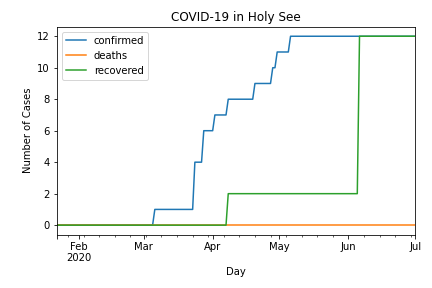 COVID-19 in Holy See
confirmed
deaths
recovered
Number of Cases
12
10
8
6
4
2
0
Feb
2020
Mar
Apr
May
Jun
Jul
Day